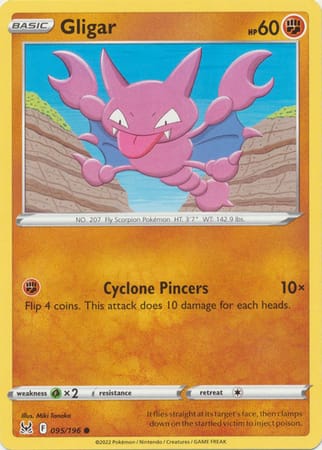 BASIC Gligar HP60
NO. 207 Fly Scorpion Pokémon HT. 3'7" WT. 142.9 lbs.
Cyclone Pincers 10×
Flip 4 coins. This attack does 10 damage for each heads.
weakness ×2 resistance retreat
Illus. Miki Tanaka
F 095/196
It flies straight at its target's face, then clamps
down on the startled victim to inject poison.
©2022 Pokémon / Nintendo / Creatures / GAME FREAK